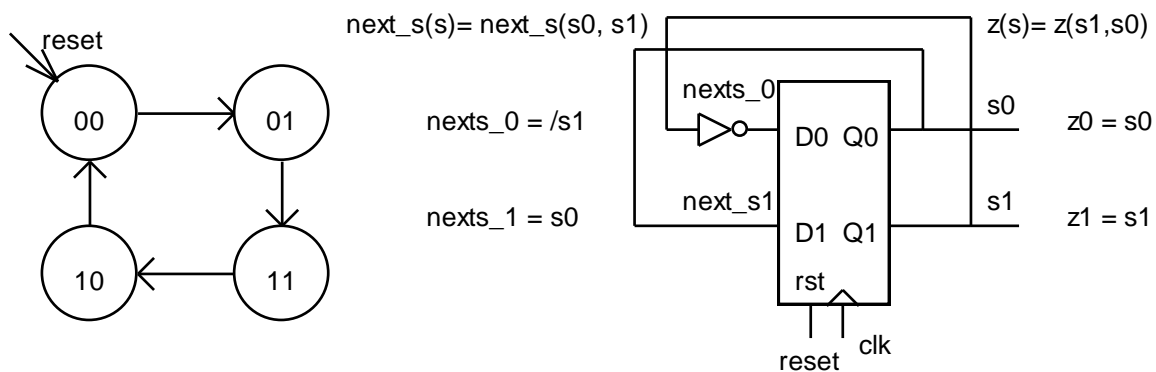 reset
00
01
10
11
next_s(s)= next_s(s0, s1)
nexts_0 = /s1
nexts_1 = s0
nexts_0
next_s1
D0 Q0
D1 Q1
rst
reset
clk
s0
s1
z(s)= z(s1,s0)
z0 = s0
z1 = s1